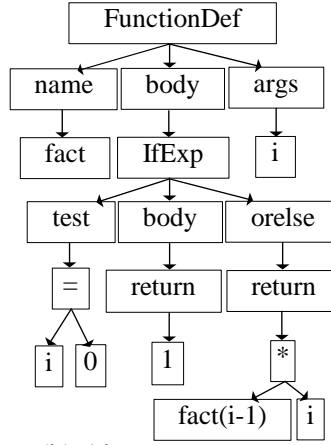 FunctionDef
name body args
fact IfExp i
test body orelse
= return return
i 0 1 *
fact(i-1) i